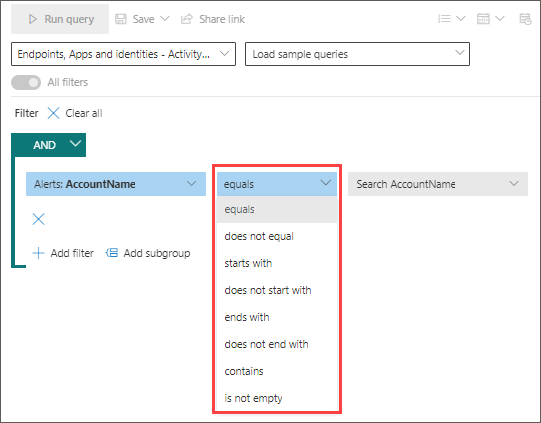 Run query Save Share link
Endpoints, Apps and identities - Activity... Load sample queries
All filters
Filter Clear all
AND
Alerts: AccountName equals Search AccountName
equals
does not equal
Add filter Add subgroup
starts with
does not start with
ends with
does not end with
contains
is not empty